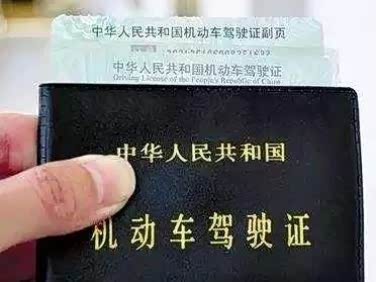 中华人民共和国机动车驾驶证副页
中华人民共和国机动车驾驶证
Driving License of the People's Republic of China
中华人民共和国
机动车驾驶证